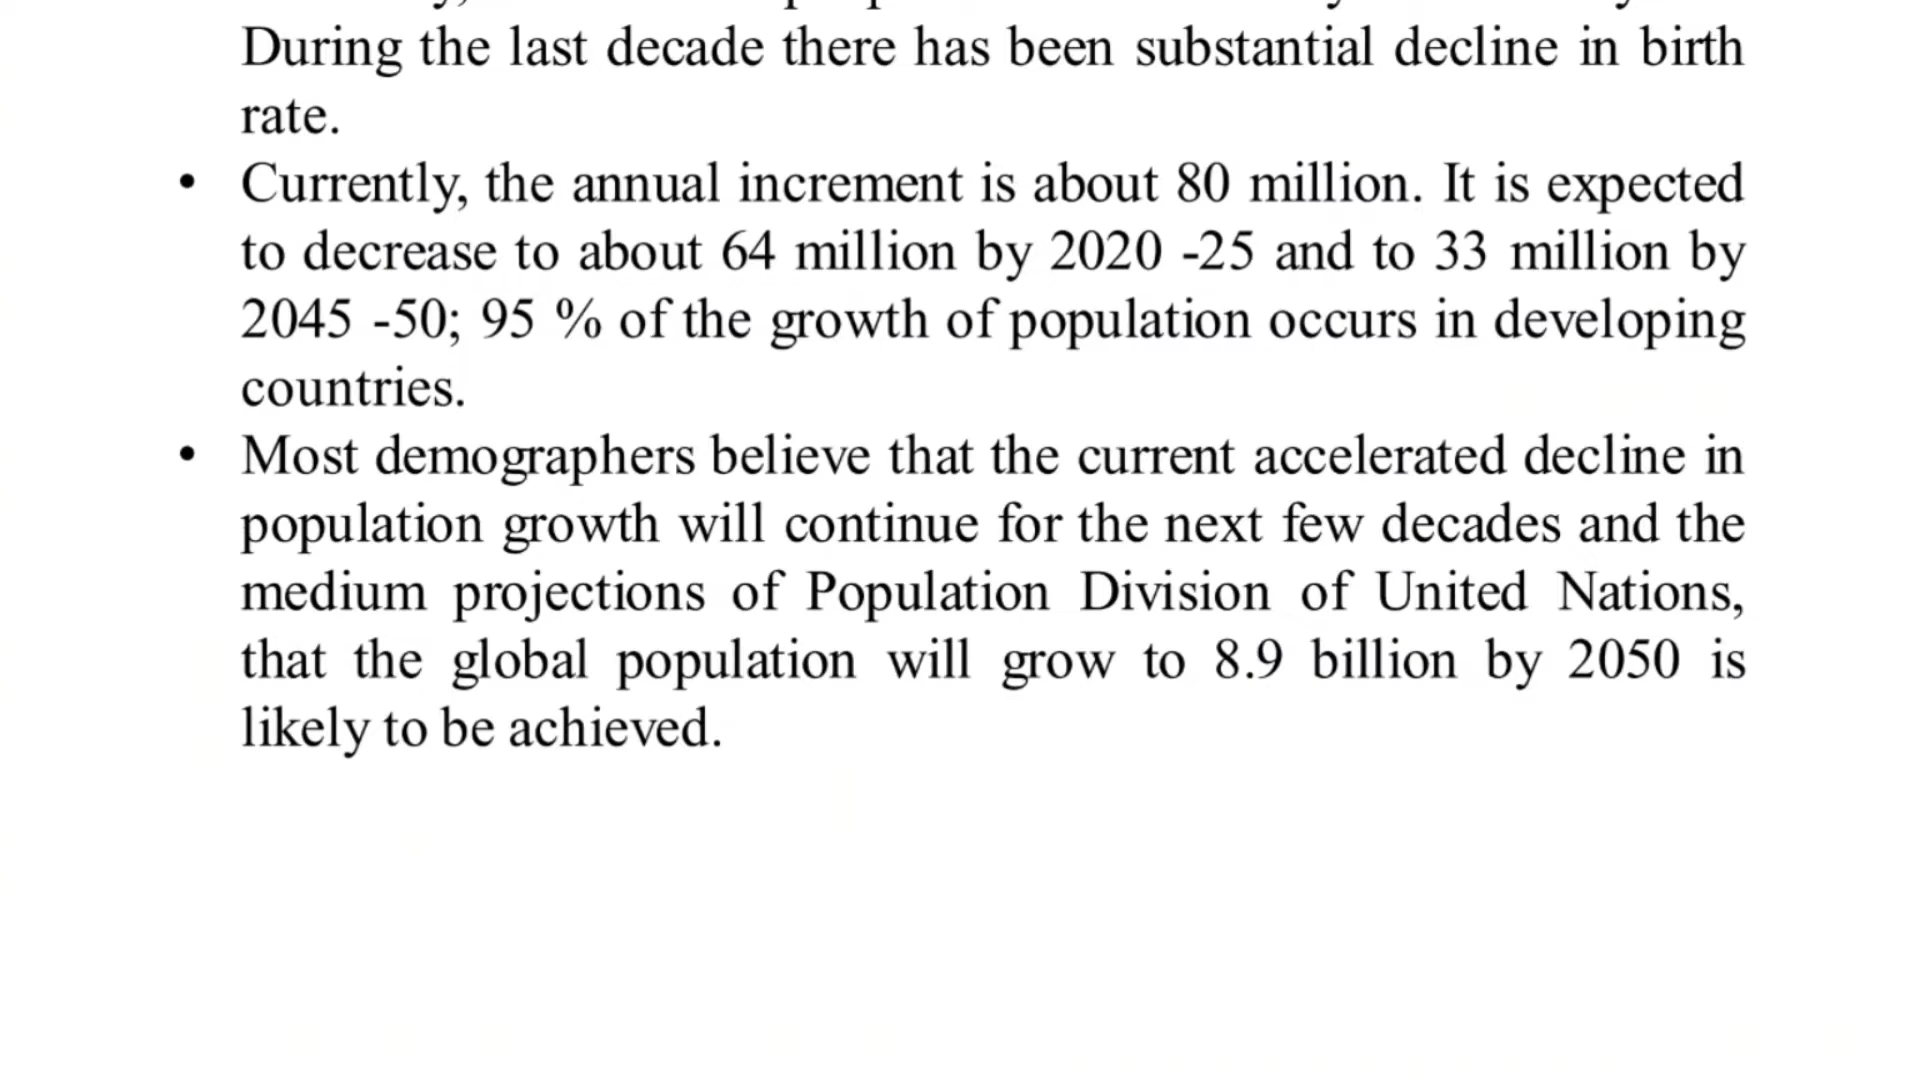 During the last decade there has been substantial decline in birth
rate.
• Currently, the annual increment is about 80 million. It is expected
to decrease to about 64 million by 2020 -25 and to 33 million by
2045 -50; 95 % of the growth of population occurs in developing
countries.
• Most demographers believe that the current accelerated decline in
population growth will continue for the next few decades and the
medium projections of Population Division of United Nations,
that the global population will grow to 8.9 billion by 2050 is
likely to be achieved.